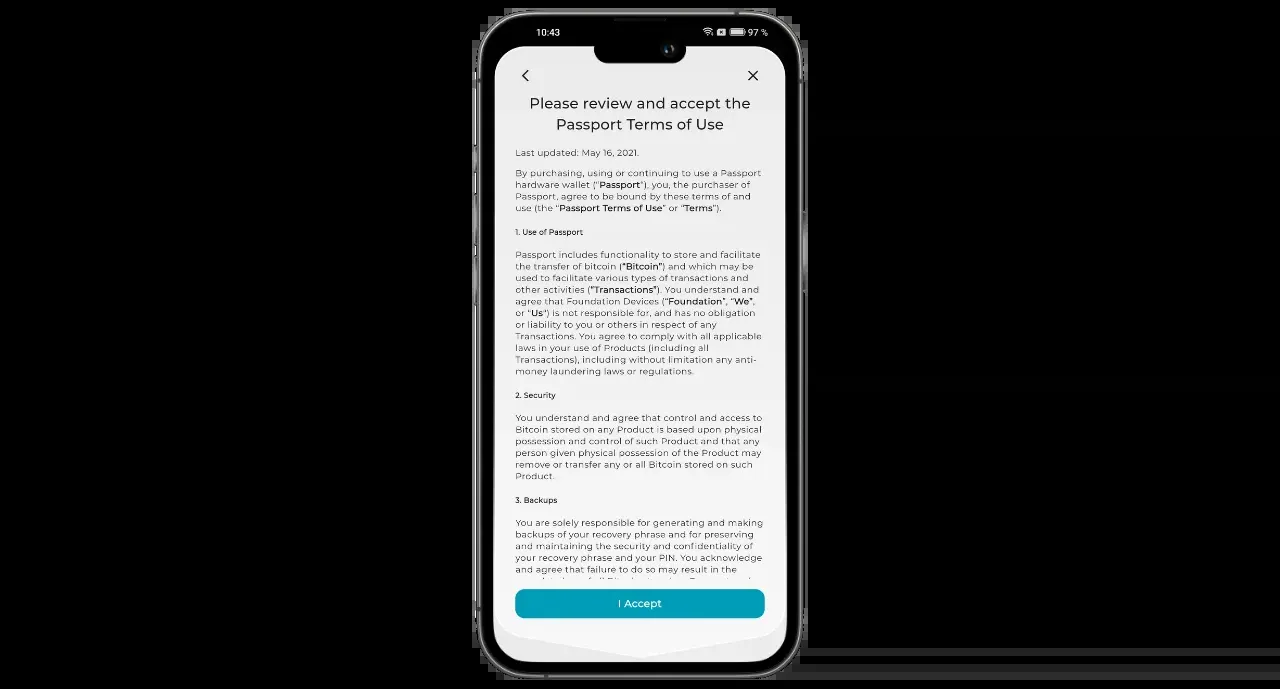 10:43
97 %
Please review and accept the
Passport Terms of Use
Last updated: May 16, 2021.
By purchasing, using or continuing to use a Passport
hardware wallet (“Passport”), you, the purchaser of
Passport, agree to be bound by these terms of and
use (the “Passport Terms of Use” or “Terms”).
1. Use of Passport
Passport includes functionality to store and facilitate
the transfer of bitcoin (“Bitcoin”) and which may be
used to facilitate various types of transactions and
other activities (“Transactions”). You understand and
agree that Foundation Devices (“Foundation”, “We”,
or “Us”) is not responsible for, and has no obligation
or liability to you or others in respect of any
Transactions. You agree to comply with all applicable
laws in your use of Products (including all
Transactions), including without limitation any anti-
money laundering laws or regulations.
2. Security
You understand and agree that control and access to
Bitcoin stored on any Product is based upon physical
possession and control of such Product and that any
person given physical possession of the Product may
remove or transfer any or all Bitcoin stored on such
Product.
3. Backups
You are solely responsible for generating and making
backups of your recovery phrase and for preserving
and maintaining the security and confidentiality of
your recovery phrase and your PIN. You acknowledge
and agree that failure to do so may result in the
I Accept